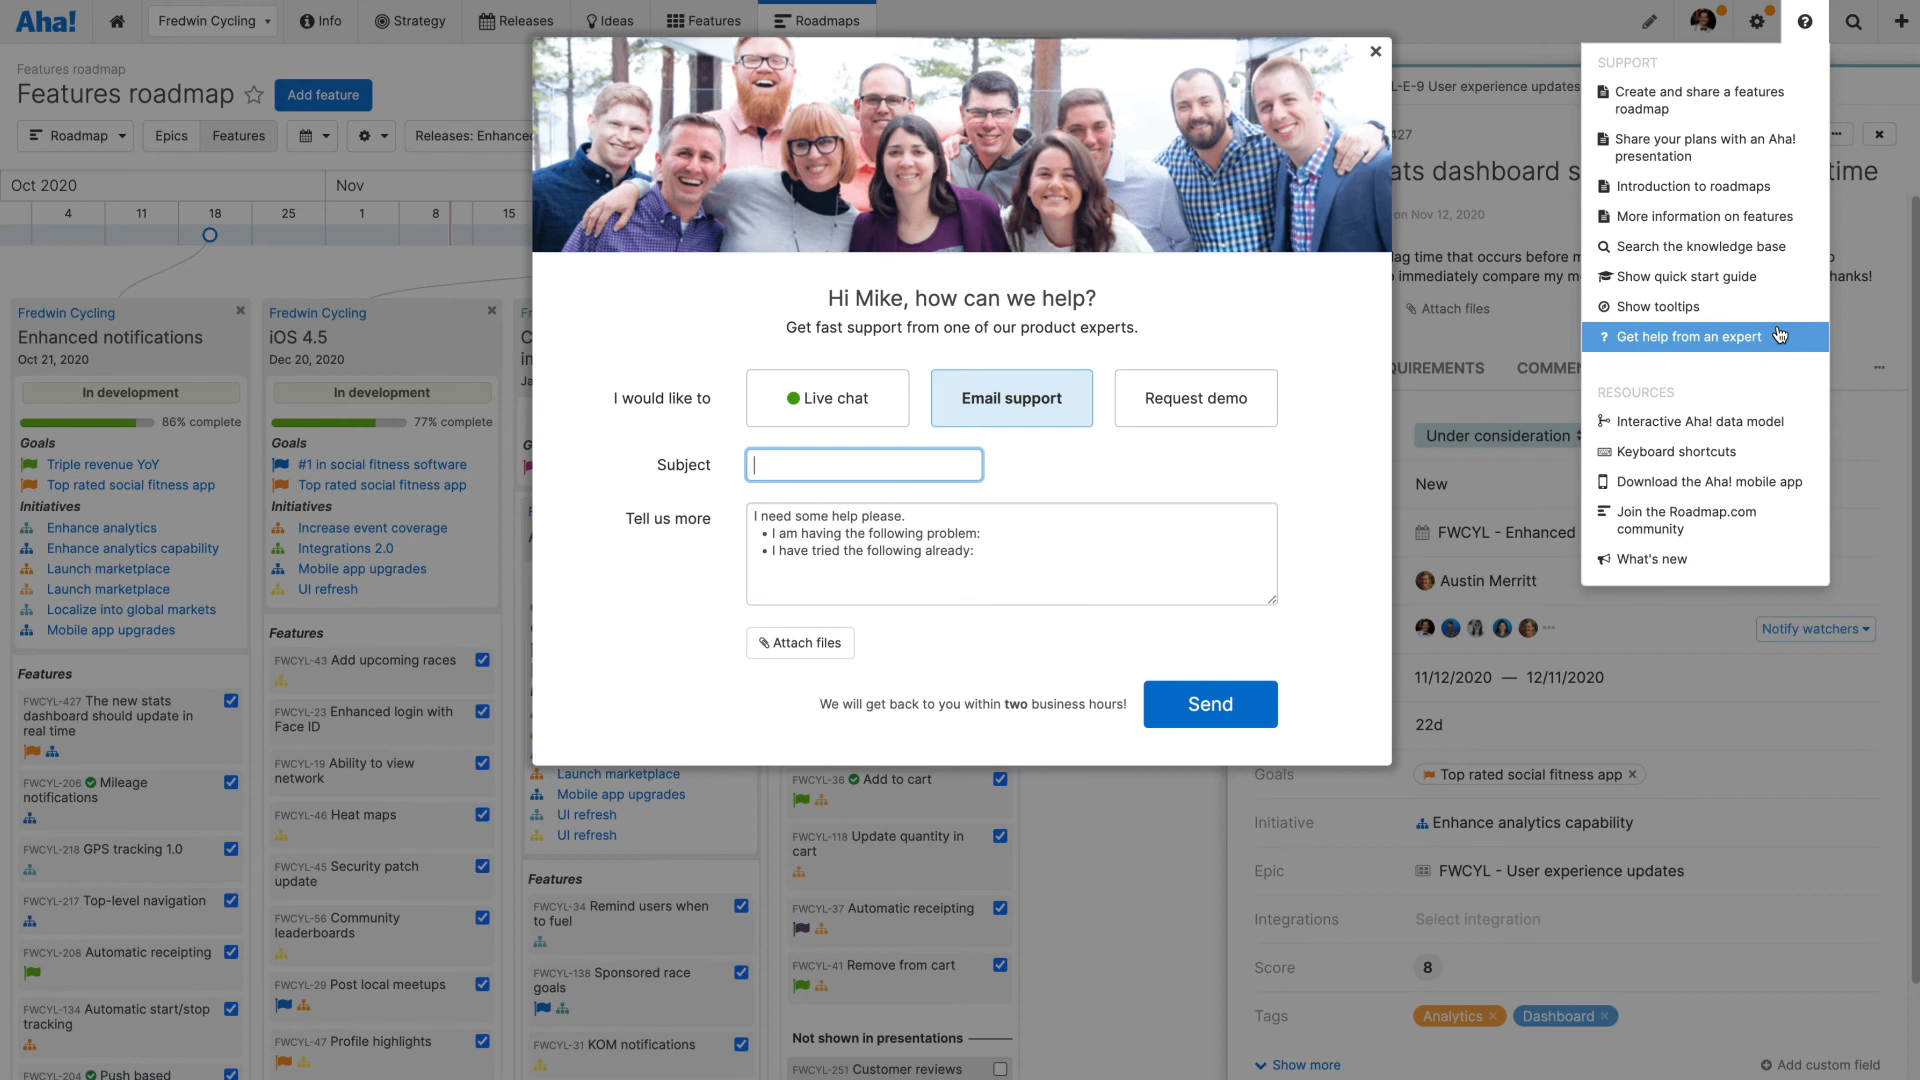 Aha!
Fredwin Cycling
Info
Strategy
Releases
Ideas
Features
Roadmaps
Features roadmap
Features roadmap
Add feature
Roadmap
Epics
Features
Releases: Enhance
Oct 2020
Nov
4
11
18
25
1
8
15
Fredwin Cycling
Enhanced notifications
Oct 21, 2020
In development
86% complete
Goals
Triple revenue YoY
Top rated social fitness app
Initiatives
Enhance analytics
Enhance analytics capability
Launch marketplace
Launch marketplace
Localize into global markets
Mobile app upgrades
Features
FWCYL-427 The new stats
dashboard should update in
real time
FWCYL-206 Mileage
notifications
FWCYL-218 GPS tracking 1.0
FWCYL-217 Top-level navigation
FWCYL-208 Automatic receipting
FWCYL-134 Automatic start/stop
tracking
FWCYL-204 Push based
Fredwin Cycling
iOS 4.5
Dec 20, 2020
In development
77% complete
Goals
#1 in social fitness software
Top rated social fitness app
Initiatives
Increase event coverage
Integrations 2.0
Mobile app upgrades
UI refresh
Features
FWCYL-43 Add upcoming races
FWCYL-23 Enhanced login with
Face ID
FWCYL-19 Ability to view
network
FWCYL-46 Heat maps
FWCYL-45 Security patch
update
FWCYL-56 Community
leaderboards
FWCYL-29 Post local meetups
FWCYL-47 Profile highlights
Launch marketplace
Mobile app upgrades
UI refresh
UI refresh
Features
FWCYL-34 Remind users when
to fuel
FWCYL-138 Sponsored race
goals
FWCYL-31 KOM notifications
FWCYL-36 Add to cart
FWCYL-118 Update quantity in
cart
FWCYL-37 Automatic receipting
FWCYL-41 Remove from cart
Not shown in presentations
FWCYL-251 Customer reviews
Hi Mike, how can we help?
Get fast support from one of our product experts.
I would like to
Live chat
Email support
Request demo
Subject
Tell us more
I need some help please.
• I am having the following problem:
• I have tried the following already:
Attach files
We will get back to you within two business hours!
Send
L-E-9 User experience updates
427
ats dashboard s
time
on Nov 12, 2020
lag time that occurs before m
immediately compare my m
hanks!
Attach files
QUIREMENTS
COMMEN
Under consideration
New
FWCYL - Enhanced
Austin Merritt
Notify watchers
11/12/2020 — 12/11/2020
22d
Goals
Top rated social fitness app
Initiative
Enhance analytics capability
Epic
FWCYL - User experience updates
Integrations
Select integration
Score
8
Tags
Analytics
Dashboard
Show more
Add custom field
SUPPORT
Create and share a features
roadmap
Share your plans with an Aha!
presentation
Introduction to roadmaps
More information on features
Search the knowledge base
Show quick start guide
Show tooltips
? Get help from an expert
RESOURCES
Interactive Aha! data model
Keyboard shortcuts
Download the Aha! mobile app
Join the Roadmap.com
community
What's new